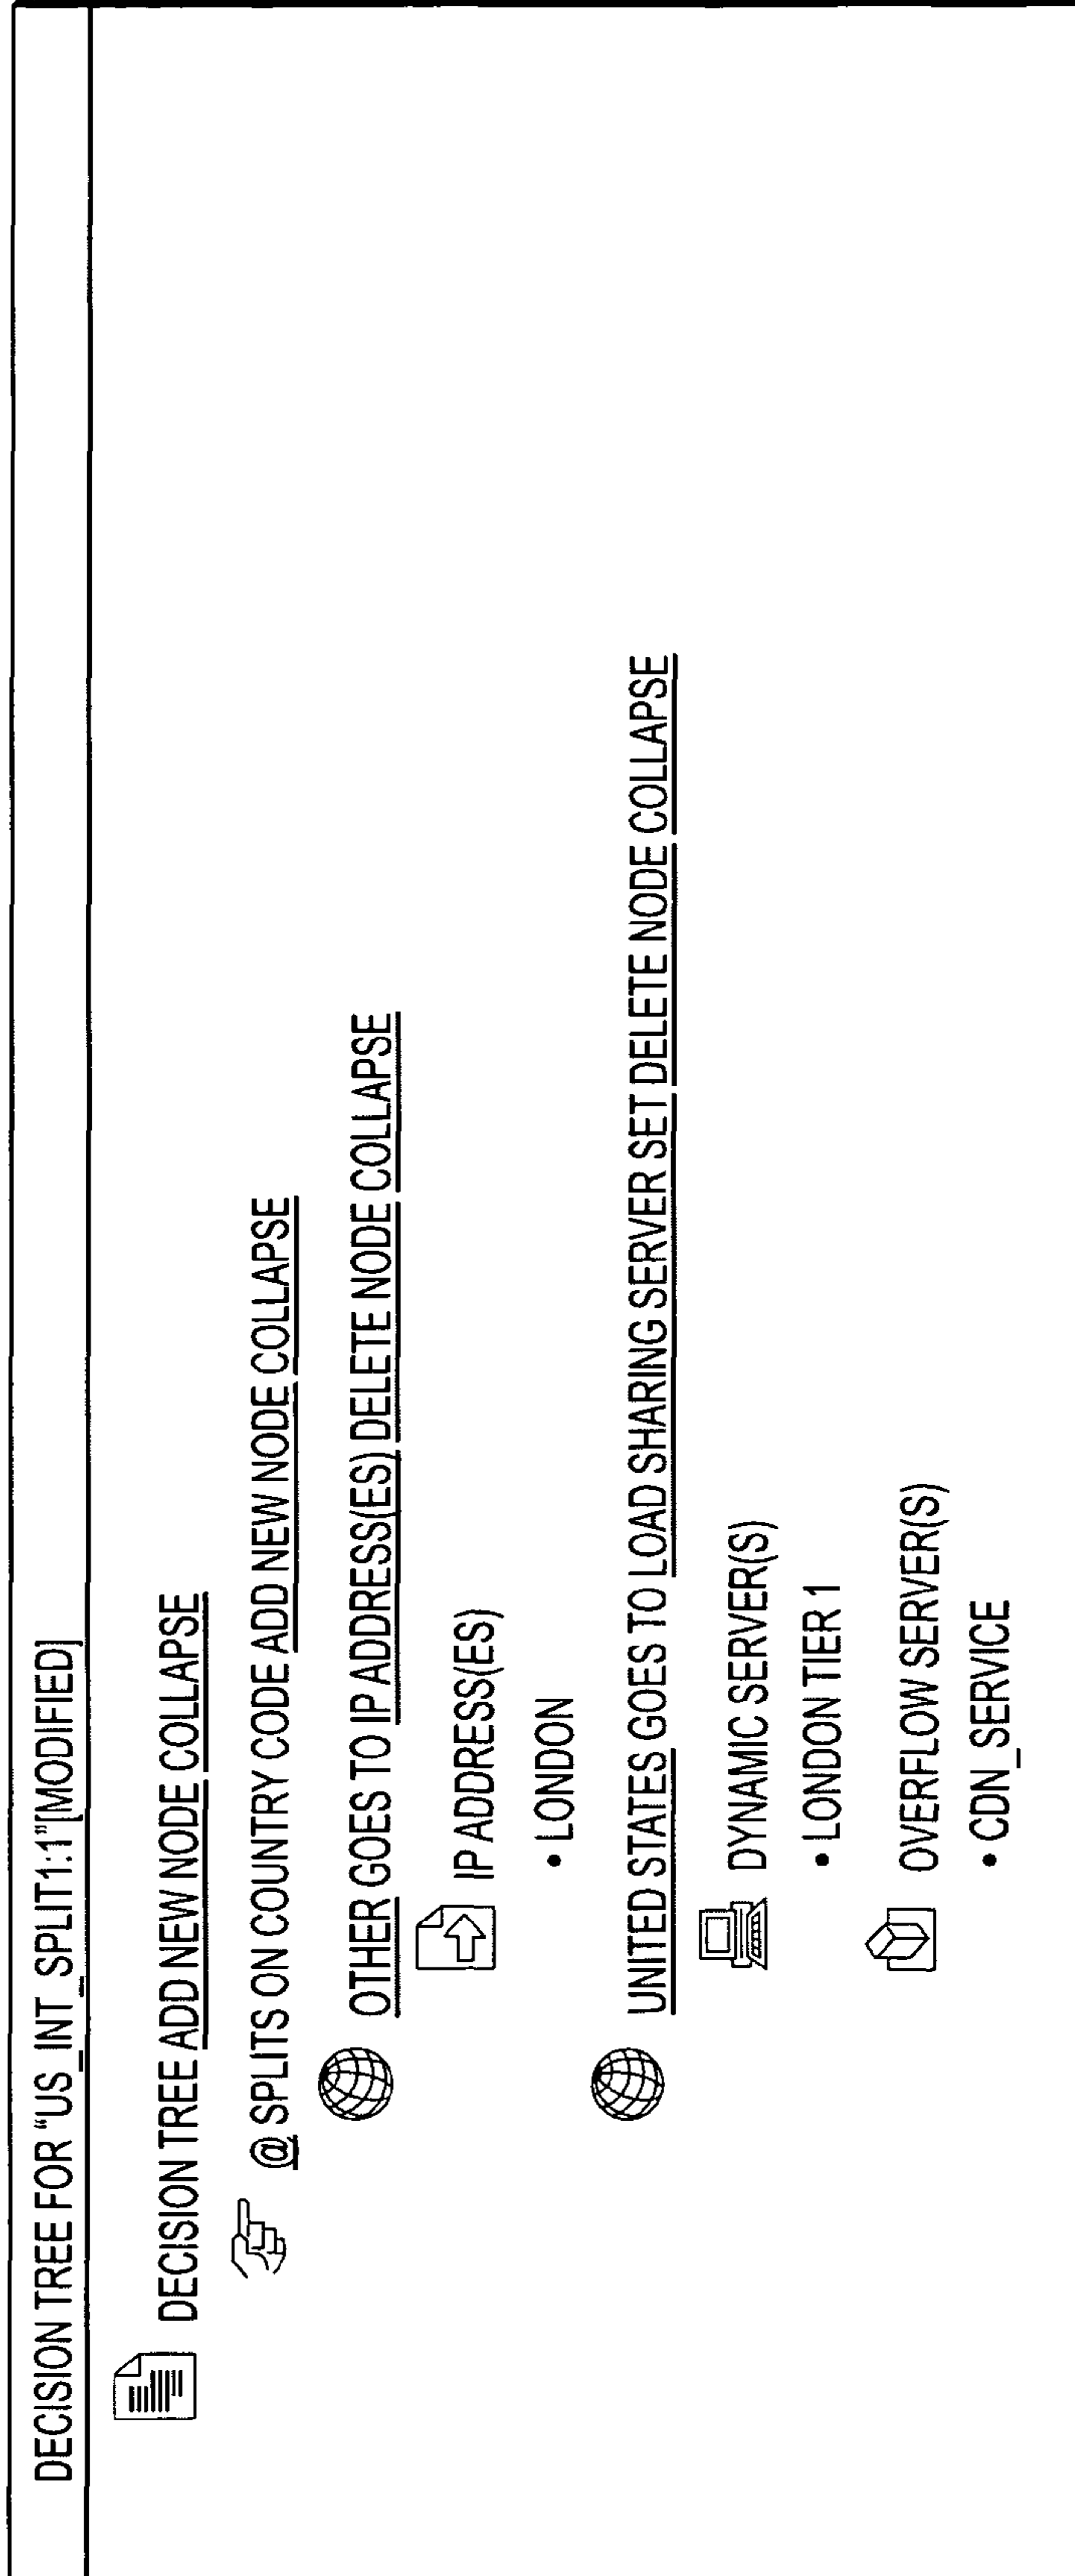 DECISION TREE FOR “US_INT_SPLIT1:1”[MODIFIED]
DECISION TREE ADD NEW NODE COLLAPSE
@ SPLITS ON COUNTRY CODE ADD NEW NODE COLLAPSE
OTHER GOES TO IP ADDRESS(ES) DELETE NODE COLLAPSE
IP ADDRESS(ES)
• LONDON
UNITED STATES GOES TO LOAD SHARING SERVER SET DELETE NODE COLLAPSE
DYNAMIC SERVER(S)
• LONDON TIER 1
OVERFLOW SERVER(S)
• CDN_SERVICE